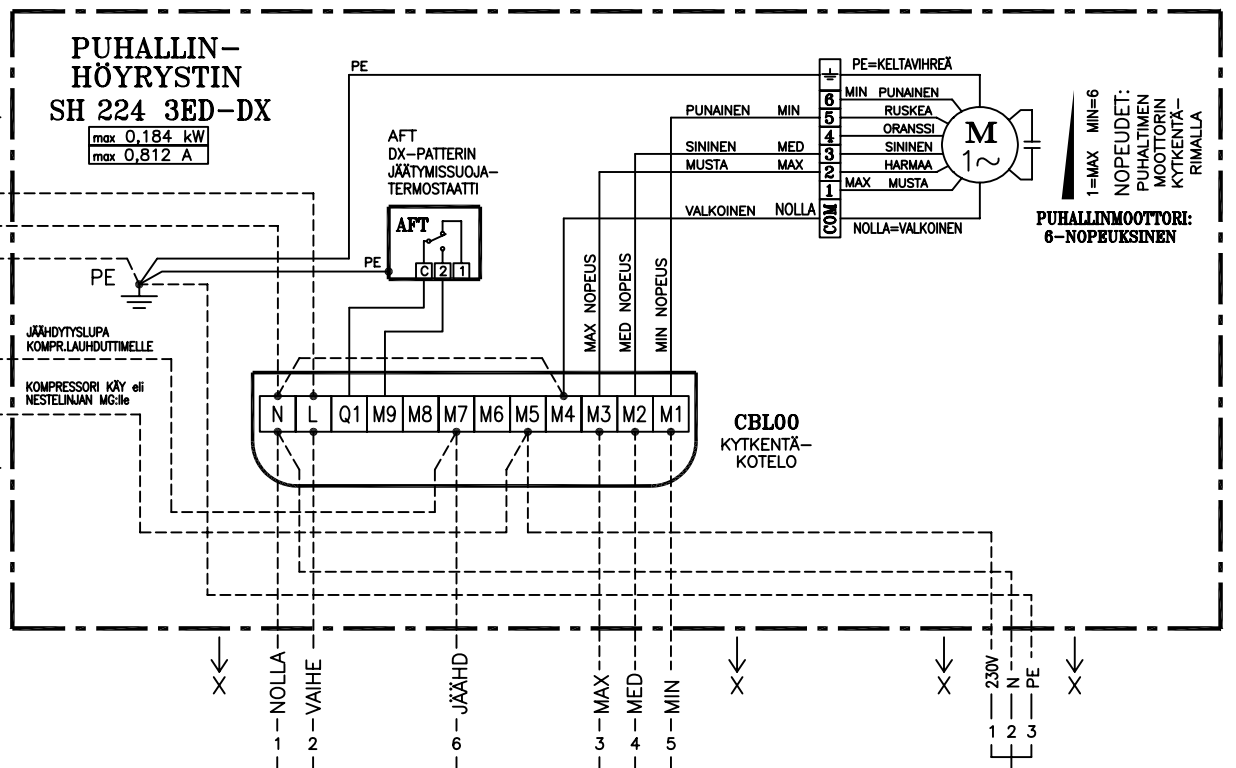 PUHALLIN-
HÖYRYSTIN
SH 224 3ED-DX
max 0,184 kW
max 0,812 A
PE
AFT
DX-PATTERIN
JÄÄTYMISSUOJA-
TERMOSTAATTI
AFT
C 2 1
PE
PE
PE=KELTAVIHREÄ
6 MIN PUNAINEN
PUNAINEN MIN 5 RUSKEA
4 ORANSSI
SININEN MED 3 SININEN
MUSTA MAX 2 HARMAA
1 MAX MUSTA
VALKOINEN NOLLA COM
NOLLA=VALKOINEN
M
1~
1=MAX MIN=6
NOPEUDET:
PUHALTIMEN
MOOTTORIN
KYTKENTÄ-
RIMALLA
PUHALLINMOOTTORI:
6-NOPEUKSINEN
MAX NOPEUS
MED NOPEUS
MIN NOPEUS
JÄÄHDYTYSLUPA
KOMPR.LAUHDUTTIMELLE
KOMPRESSORI KÄY eli
NESTELINJAN MG:lle
N L Q1 M9 M8 M7 M6 M5 M4 M3 M2 M1
CBL00
KYTKENTÄ-
KOTELO
X X X X
NOLLA
VAIHE
JÄÄHD
MAX
MED
MIN
230V
N
PE
1 2 6 3 4 5
1 2 3